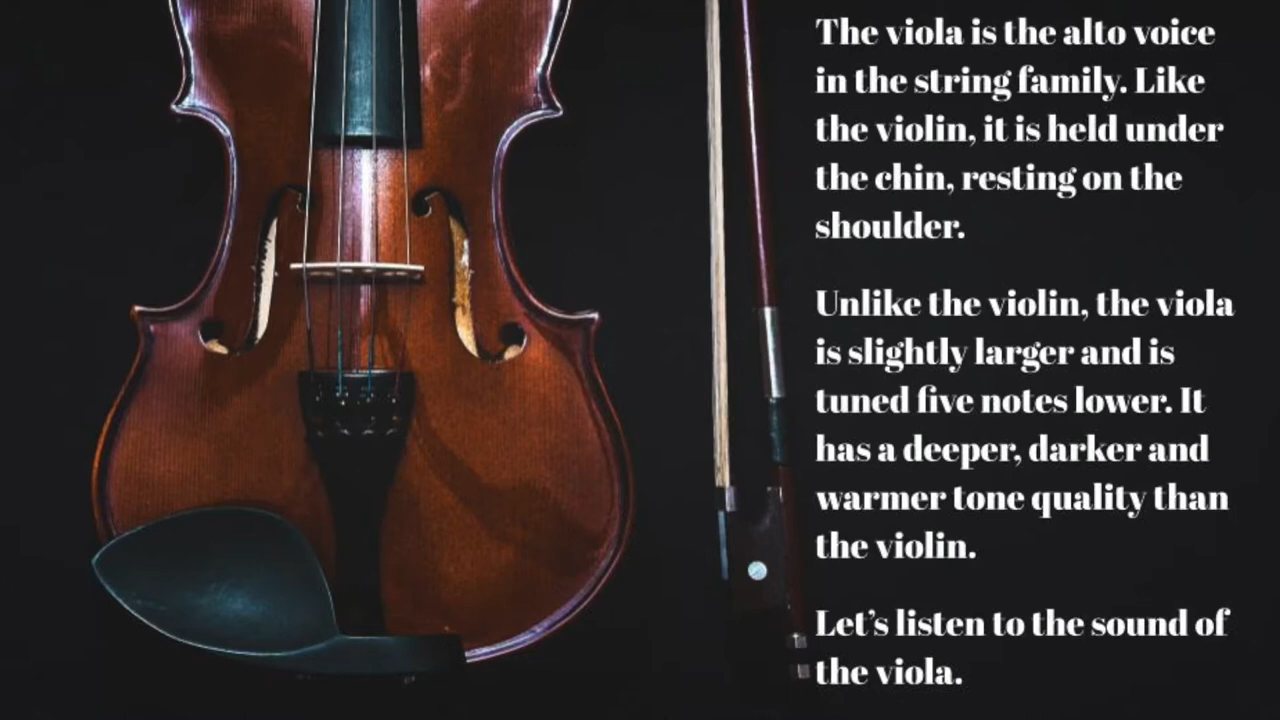 The viola is the alto voice
in the string family. Like
the violin, it is held under
the chin, resting on the
shoulder.
Unlike the violin, the viola
is slightly larger and is
tuned five notes lower. It
has a deeper, darker and
warmer tone quality than
the violin.
Let’s listen to the sound of
the viola.